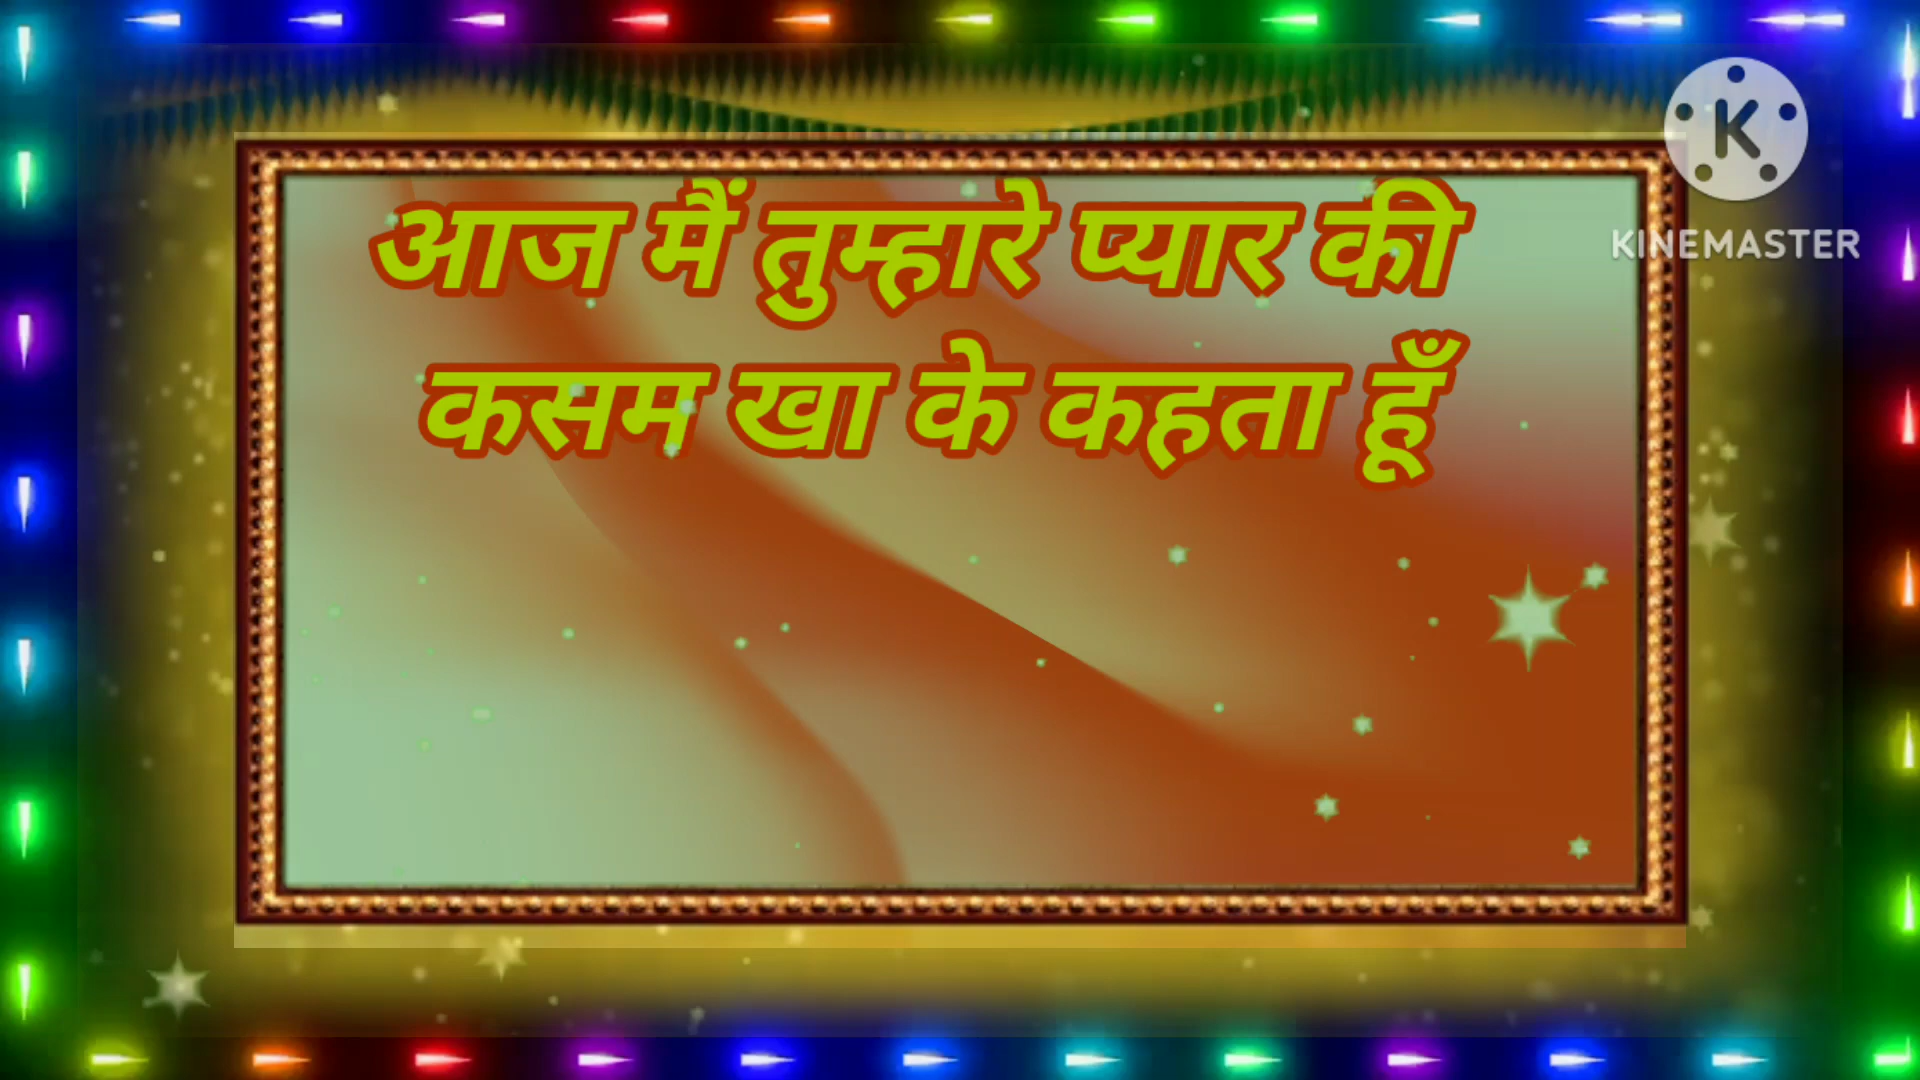 आज मैं तुम्हारे प्यार की
कसम खा के कहता हूँ
K
KINEMASTER